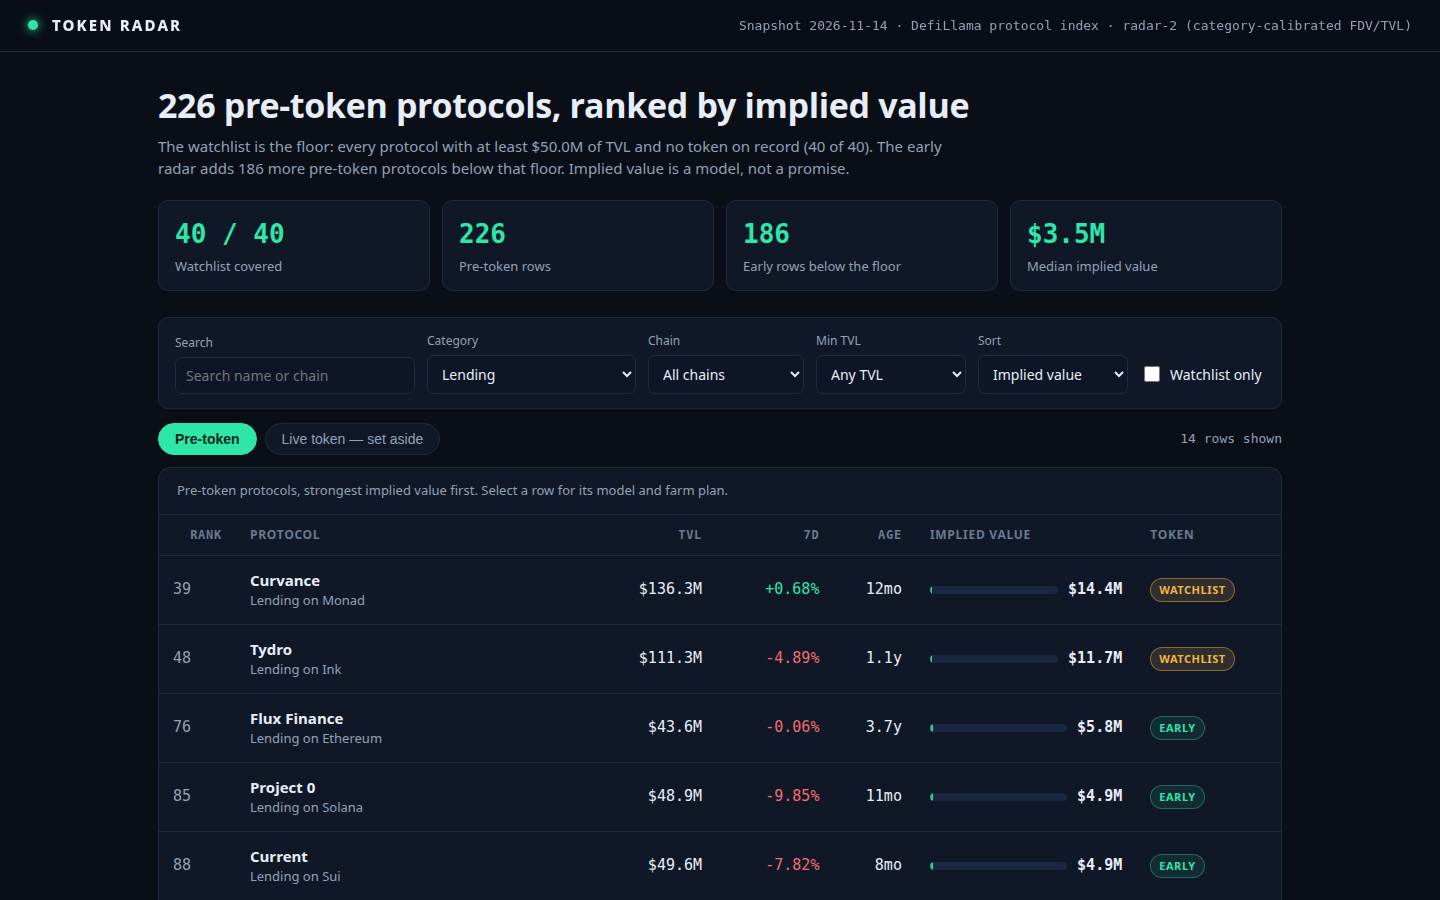 TOKEN RADAR
Snapshot 2026-11-14 · DefiLlama protocol index · radar-2 (category-calibrated FDV/TVL)
226 pre-token protocols, ranked by implied value
The watchlist is the floor: every protocol with at least $50.0M of TVL and no token on record (40 of 40). The early
radar adds 186 more pre-token protocols below that floor. Implied value is a model, not a promise.
40 / 40
Watchlist covered
226
Pre-token rows
186
Early rows below the floor
$3.5M
Median implied value
Search
Search name or chain
Category
Lending
Chain
All chains
Min TVL
Any TVL
Sort
Implied value
Watchlist only
Pre-token
Live token — set aside
14 rows shown
Pre-token protocols, strongest implied value first. Select a row for its model and farm plan.
RANK PROTOCOL TVL 7D AGE IMPLIED VALUE TOKEN
39 Curvance $136.3M +0.68% 12mo $14.4M WATCHLIST
Lending on Monad
48 Tydro $111.3M -4.89% 1.1y $11.7M WATCHLIST
Lending on Ink
76 Flux Finance $43.6M -0.06% 3.7y $5.8M EARLY
Lending on Ethereum
85 Project 0 $48.9M -9.85% 11mo $4.9M EARLY
Lending on Solana
88 Current $49.6M -7.82% 8mo $4.9M EARLY
Lending on Sui